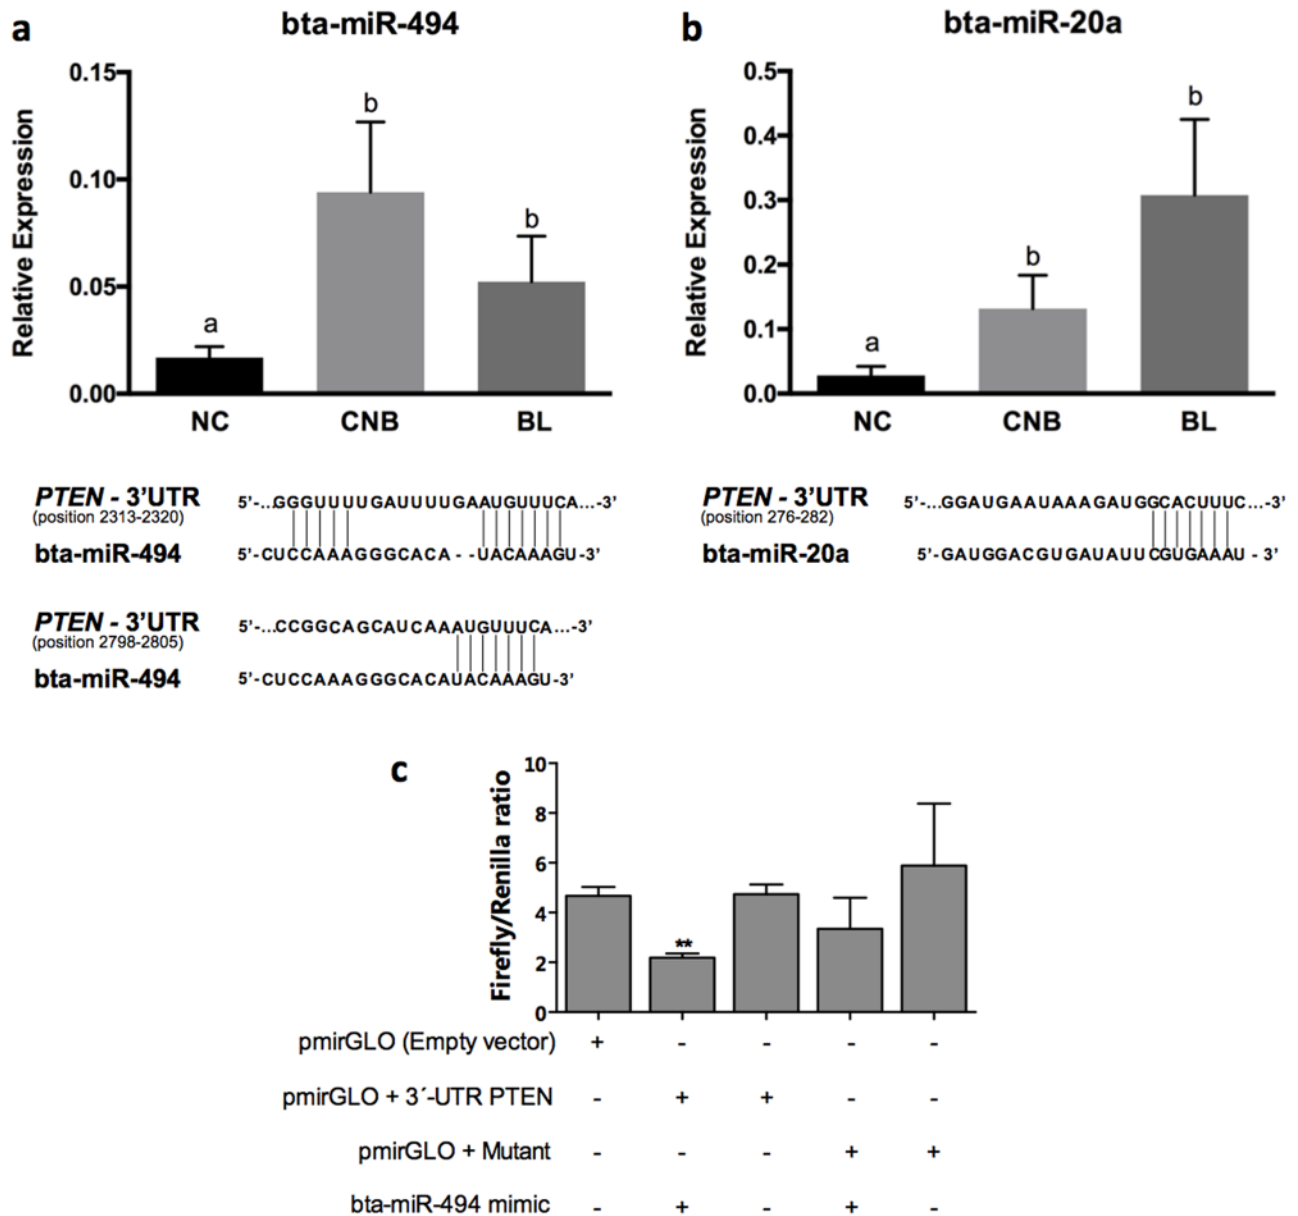 a
bta-miR-494
Relative Expression
0.15
0.10
0.05
0.00
a
b
b
NC CNB BL
b
bta-miR-20a
Relative Expression
0.5
0.4
0.3
0.2
0.1
0.0
a
b
b
NC CNB BL
PTEN - 3'UTR 5'-...GGGUUUUGAUUUUGAAUGUUUCA...-3'
(position 2313-2320)
bta-miR-494 5'-CUCCAAAGGGCACA--UACAAAGU-3'
PTEN - 3'UTR 5'-...CCGGCAGCAUCAAAUGUUUCA...-3'
(position 2798-2805)
bta-miR-494 5'-CUCCAAAGGGCACAUACAAAGU-3'
PTEN - 3'UTR 5'-...GGAUGAAUAAAGAUGGCACUUUC...-3'
(position 276-282)
bta-miR-20a 5'-GAUGGACGUGAUAUUCGUGAAAU - 3'
c
Firefly/Renilla ratio
10
8
6
4
2
0
**
pmirGLO (Empty vector) + - - - -
pmirGLO + 3´-UTR PTEN - + + - -
pmirGLO + Mutant - - - + +
bta-miR-494 mimic - + - + -